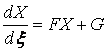 dX/dξ = FX + G